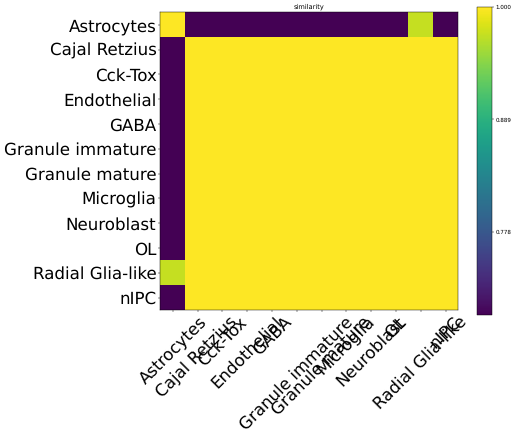 similarity
Astrocytes
Cajal Retzius
Cck-Tox
Endothelial
GABA
Granule immature
Granule mature
Microglia
Neuroblast
OL
Radial Glia-like
nIPC
Astrocytes
Cajal Retzius
Cck-Tox
Endothelial
GABA
Granule immature
Granule mature
Microglia
Neuroblast
OL
Radial Glia-like
nIPC
1.000
0.889
0.778